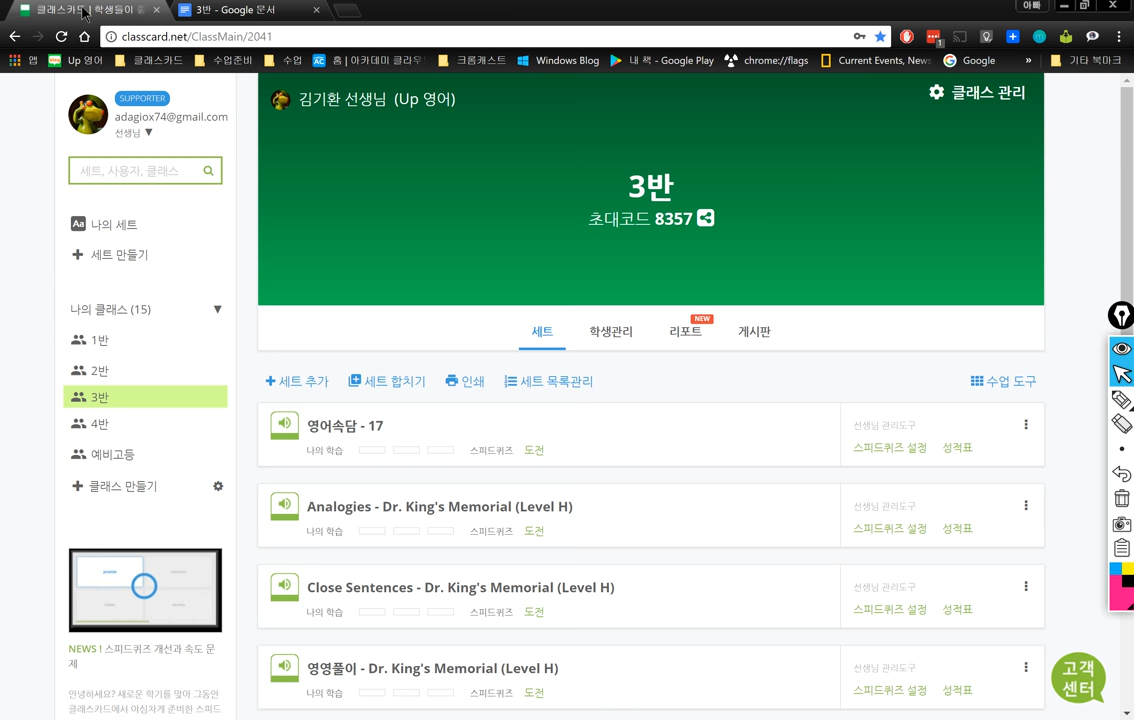 클래스카드 | 학생들이
3반 - Google 문서
아빠
classcard.net/ClassMain/2041
앱
Up 영어
클래스카드
수업준비
수업
AC 홈 | 아카데미 클라우
크롬캐스트
Windows Blog
내 책 - Google Play
chrome://flags
Current Events, News
Google
»
기타 북마크
SUPPORTER
adagiox74@gmail.com
선생님 ▼
세트, 사용자, 클래스
Aa 나의 세트
세트 만들기
나의 클래스 (15) ▼
1반
2반
3반
4반
예비고등
클래스 만들기
NEWS ! 스피드퀴즈 개선과 속도 문
제
안녕하세요? 새로운 학기를 맞아 그동안
클래스카드에서 야심차게 준비한 스피드
김기환 선생님 (Up 영어)
클래스 관리
3반
초대코드 8357
세트
학생관리
리포트
NEW
게시판
세트 추가
세트 합치기
인쇄
세트 목록관리
수업 도구
영어속담 - 17
나의 학습 스피드퀴즈 도전
선생님 관리도구
스피드퀴즈 설정 성적표
Analogies - Dr. King's Memorial (Level H)
나의 학습 스피드퀴즈 도전
선생님 관리도구
스피드퀴즈 설정 성적표
Close Sentences - Dr. King's Memorial (Level H)
나의 학습 스피드퀴즈 도전
선생님 관리도구
스피드퀴즈 설정 성적표
영영풀이 - Dr. King's Memorial (Level H)
나의 학습 스피드퀴즈 도전
선생님 관리도구
스피드퀴즈 설정 성적표
고객
센터